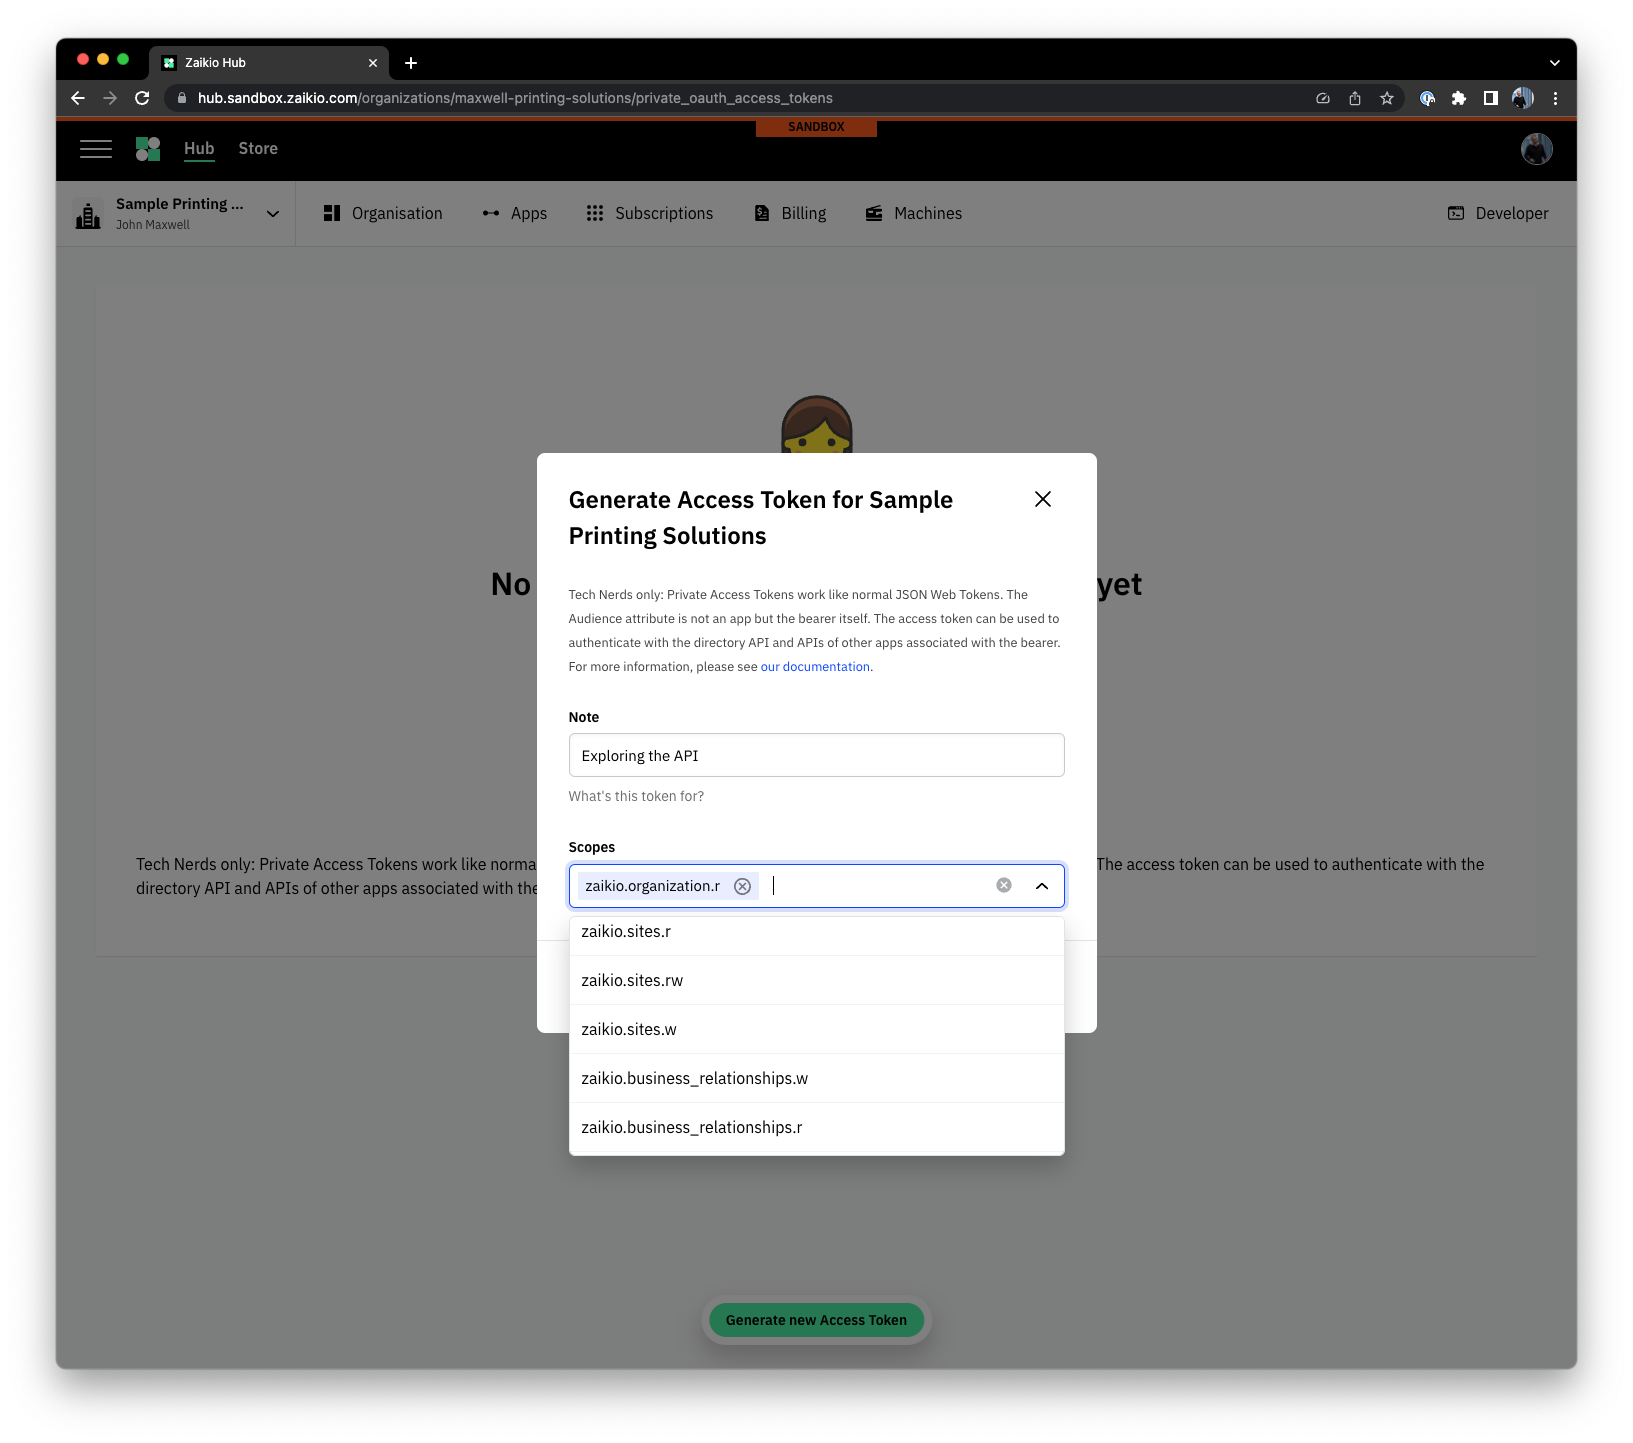 Zaikio Hub
hub.sandbox.zaikio.com/organizations/maxwell-printing-solutions/private_oauth_access_tokens
SANDBOX
Hub Store
Sample Printing ...
John Maxwell
Organisation Apps Subscriptions Billing Machines Developer
No yet
Generate Access Token for Sample
Printing Solutions
Tech Nerds only: Private Access Tokens work like normal JSON Web Tokens. The
Audience attribute is not an app but the bearer itself. The access token can be used to
authenticate with the directory API and APIs of other apps associated with the bearer.
For more information, please see our documentation.
Note
Exploring the API
What's this token for?
Scopes
Tech Nerds only: Private Access Tokens work like norma The access token can be used to authenticate with the
directory API and APIs of other apps associated with the
zaikio.organization.r
zaikio.sites.r
zaikio.sites.rw
zaikio.sites.w
zaikio.business_relationships.w
zaikio.business_relationships.r
Generate new Access Token